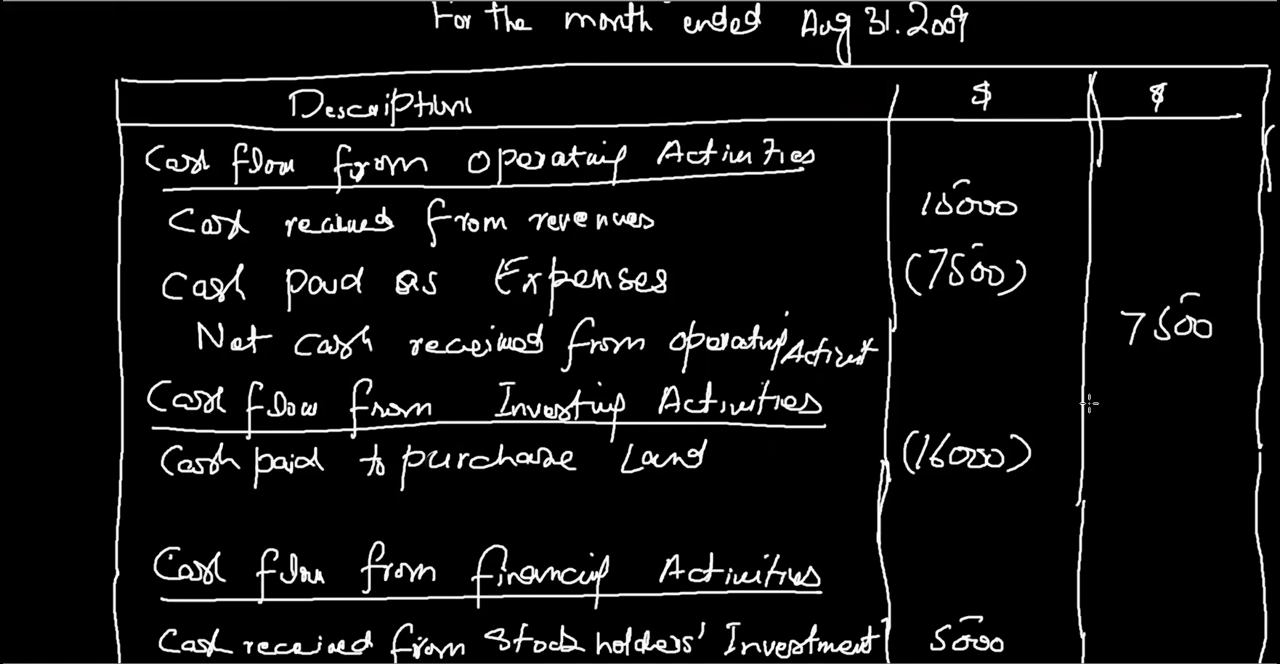 For the month ended Aug 31. 2009
Description $ $
Cash flow from operating Activities
Cash received from revenues 15000
Cash paid as Expenses (7500)
Net cash received from operating Activit 7500
Cash flow from Investing Activities
Cash paid to purchase Land (16000)
Cash flow from financing Activities
Cash received from Stockholders' Investment 5000